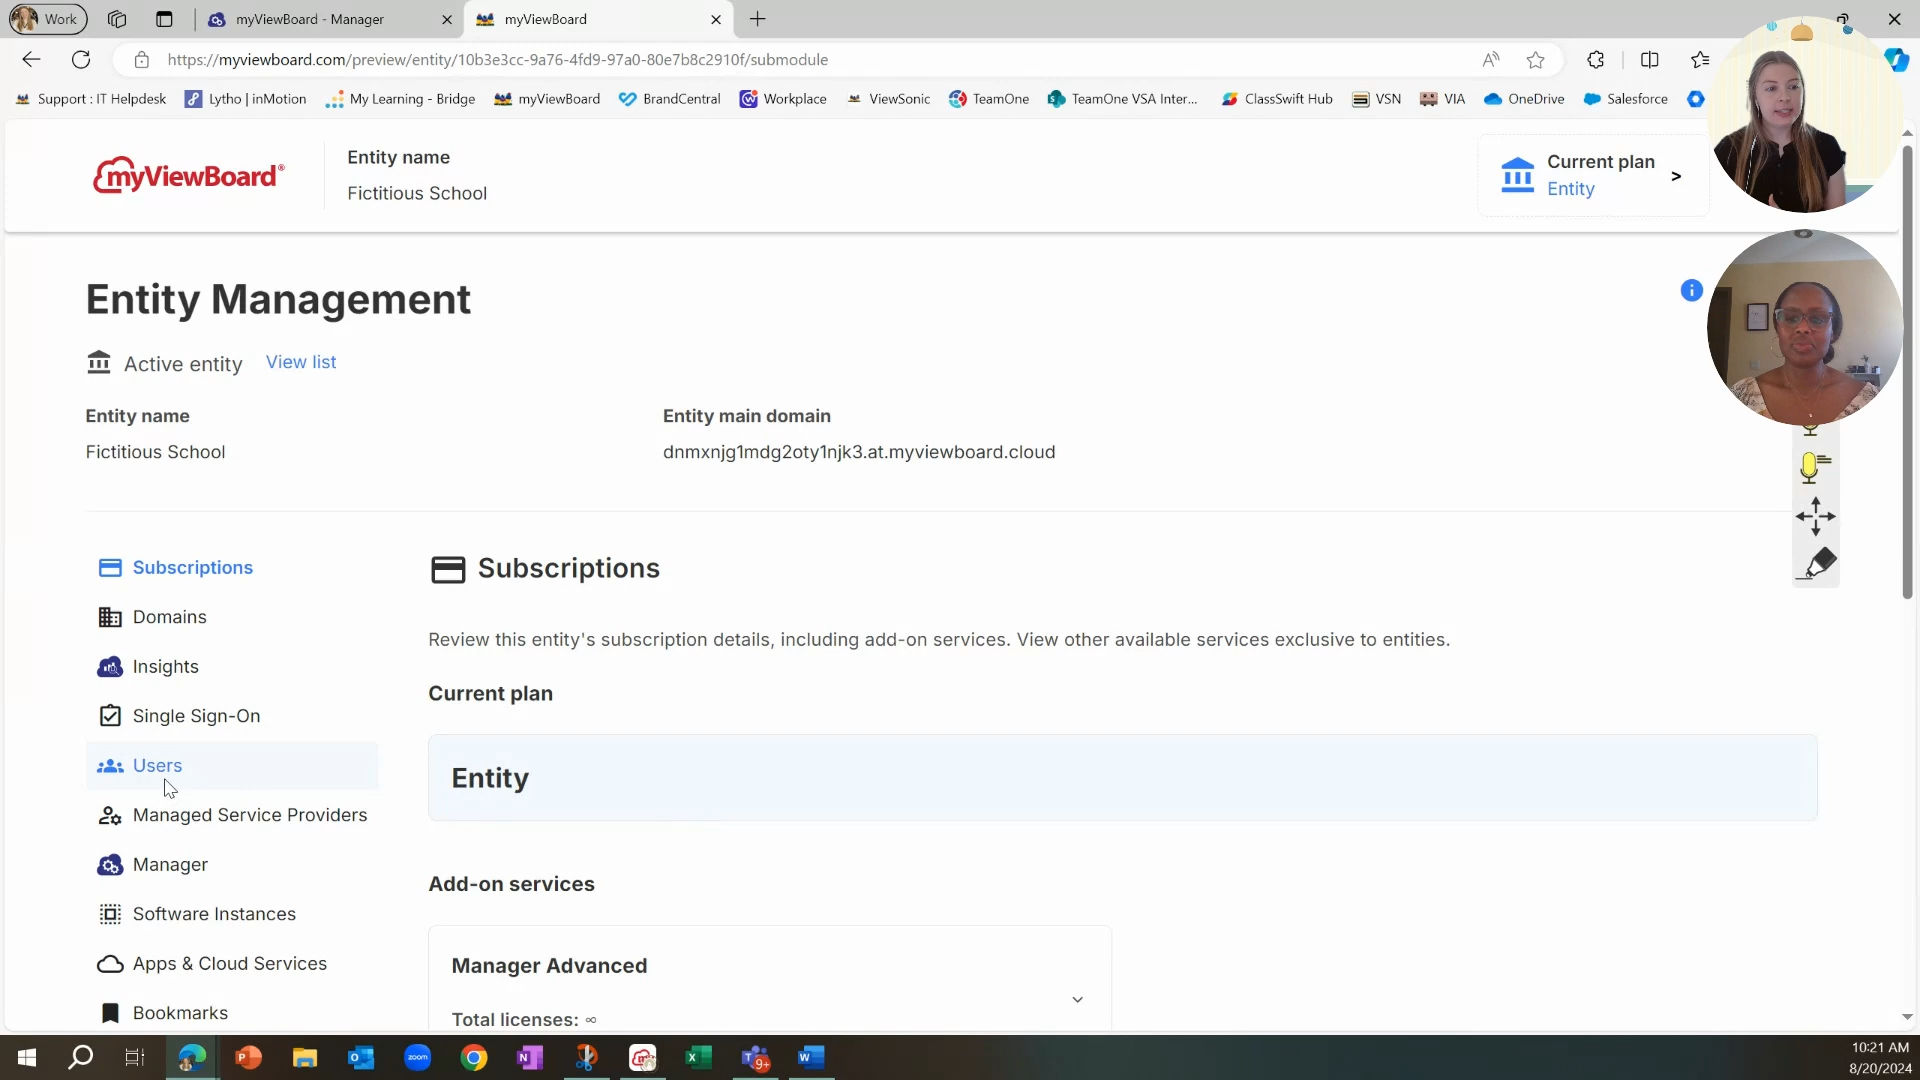 Work
myViewBoard - Manager
myViewBoard
https://myviewboard.com/preview/entity/10b3e3cc-9a76-4fd9-97a0-80e7b8c2910f/submodule
Support : IT Helpdesk
Lytho | inMotion
My Learning - Bridge
myViewBoard
BrandCentral
Workplace
ViewSonic
TeamOne
TeamOne VSA Inter...
ClassSwift Hub
VSN
VIA
OneDrive
Salesforce
myViewBoard®
Entity name
Fictitious School
Current plan
Entity
>
Entity Management
Active entity
View list
Entity name
Fictitious School
Entity main domain
dnmxnjg1mdg2oty1njk3.at.myviewboard.cloud
Subscriptions
Domains
Insights
Single Sign-On
Users
Managed Service Providers
Manager
Software Instances
Apps & Cloud Services
Bookmarks
Subscriptions
Review this entity's subscription details, including add-on services. View other available services exclusive to entities.
Current plan
Entity
Add-on services
Manager Advanced
Total licenses: ∞
zoom
9+
10:21 AM
8/20/2024